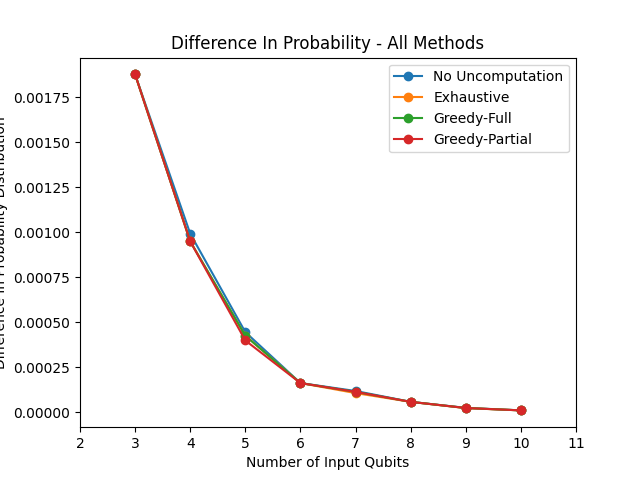 Difference In Probability - All Methods
Difference In Probability Distribution
0.00175
0.00150
0.00125
0.00100
0.00075
0.00050
0.00025
0.00000
2 3 4 5 6 7 8 9 10 11
Number of Input Qubits
No Uncomputation
Exhaustive
Greedy-Full
Greedy-Partial